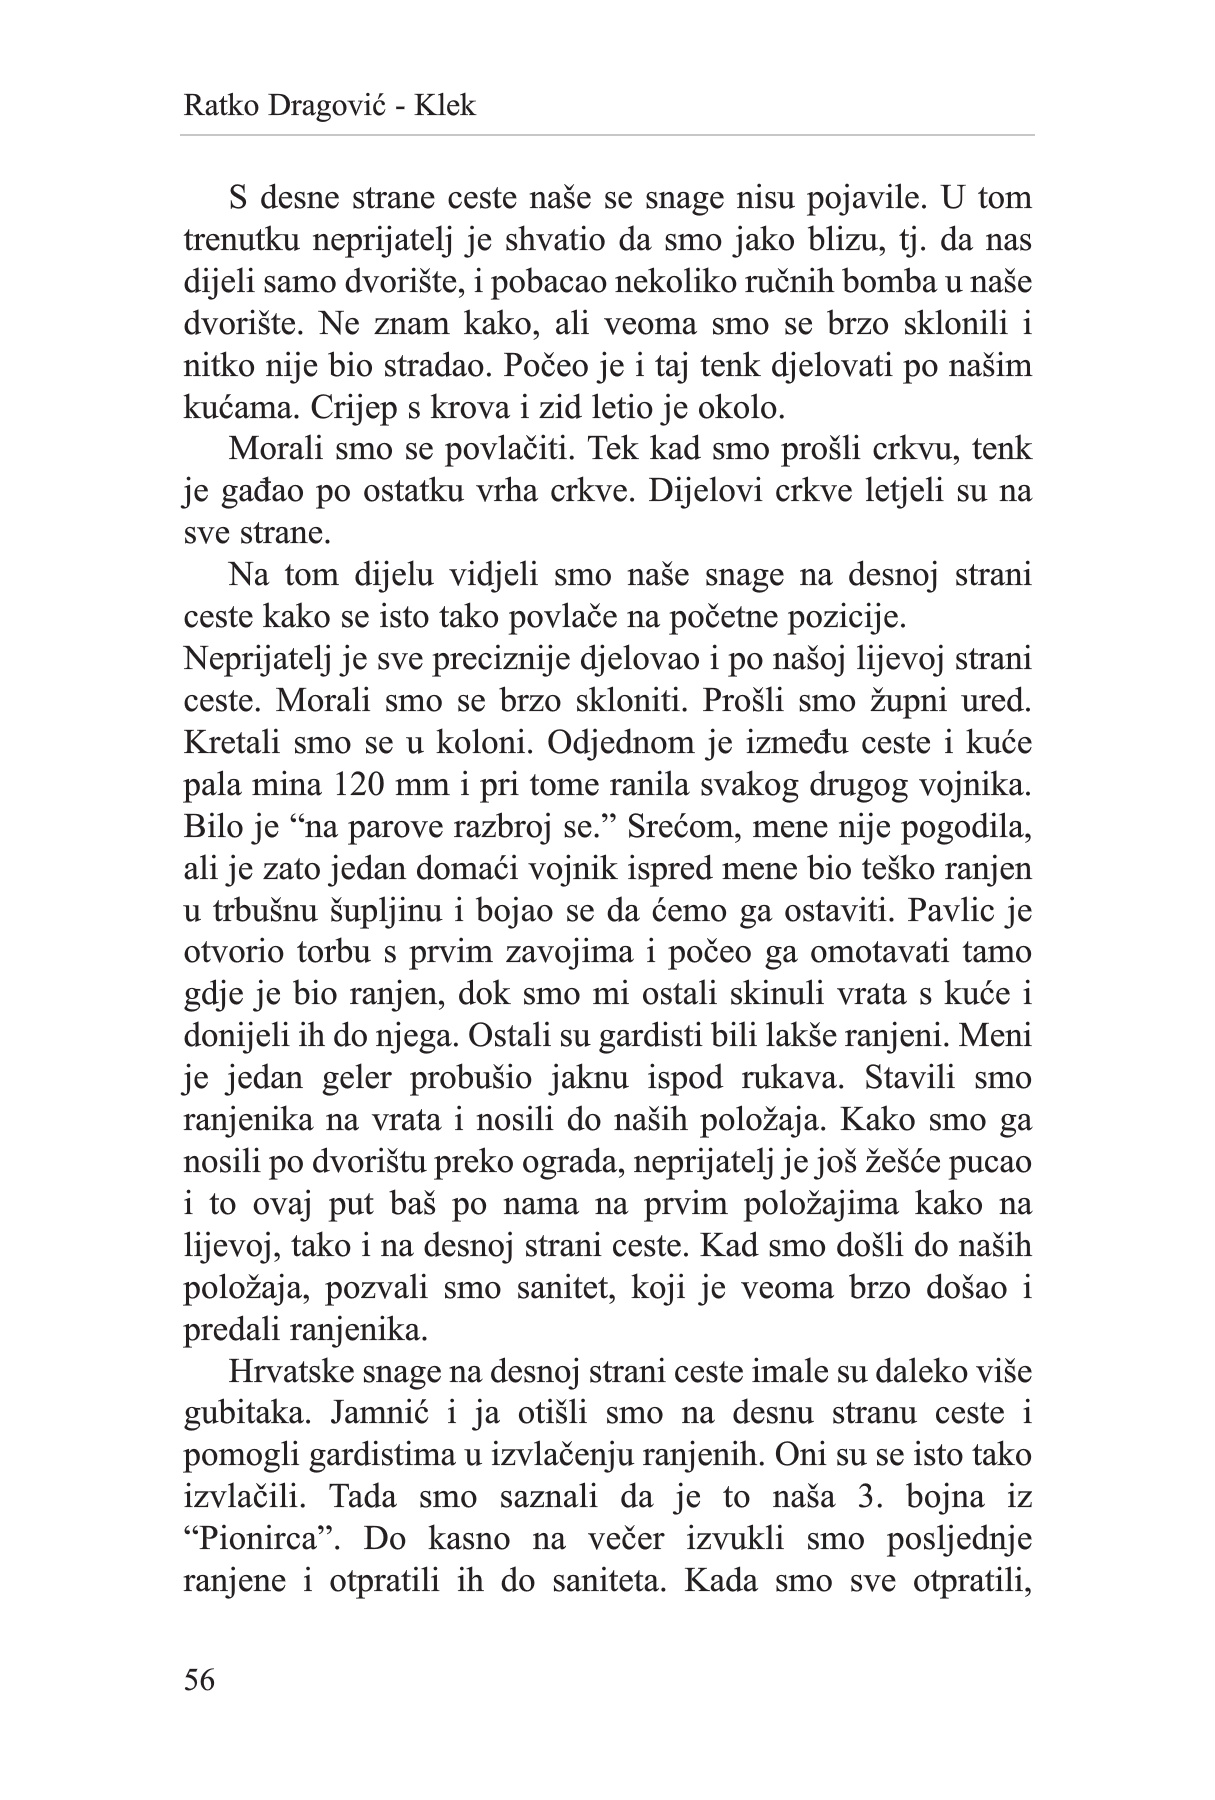 Ratko Dragović - Klek
S desne strane ceste naše se snage nisu pojavile. U tom
trenutku neprijatelj je shvatio da smo jako blizu, tj. da nas
dijeli samo dvorište, i pobacao nekoliko ručnih bomba u naše
dvorište. Ne znam kako, ali veoma smo se brzo sklonili i
nitko nije bio stradao. Počeo je i taj tenk djelovati po našim
kućama. Crijep s krova i zid letio je okolo.
Morali smo se povlačiti. Tek kad smo prošli crkvu, tenk
je gađao po ostatku vrha crkve. Dijelovi crkve letjeli su na
sve strane.
Na tom dijelu vidjeli smo naše snage na desnoj strani
ceste kako se isto tako povlače na početne pozicije.
Neprijatelj je sve preciznije djelovao i po našoj lijevoj strani
ceste. Morali smo se brzo skloniti. Prošli smo župni ured.
Kretali smo se u koloni. Odjednom je između ceste i kuće
pala mina 120 mm i pri tome ranila svakog drugog vojnika.
Bilo je “na parove razbroj se.” Srećom, mene nije pogodila,
ali je zato jedan domaći vojnik ispred mene bio teško ranjen
u trbušnu šupljinu i bojao se da ćemo ga ostaviti. Pavlic je
otvorio torbu s prvim zavojima i počeo ga omotavati tamo
gdje je bio ranjen, dok smo mi ostali skinuli vrata s kuće i
donijeli ih do njega. Ostali su gardisti bili lakše ranjeni. Meni
je jedan geler probušio jaknu ispod rukava. Stavili smo
ranjenika na vrata i nosili do naših položaja. Kako smo ga
nosili po dvorištu preko ograda, neprijatelj je još žešće pucao
i to ovaj put baš po nama na prvim položajima kako na
lijevoj, tako i na desnoj strani ceste. Kad smo došli do naših
položaja, pozvali smo sanitet, koji je veoma brzo došao i
predali ranjenika.
Hrvatske snage na desnoj strani ceste imale su daleko više
gubitaka. Jamnić i ja otišli smo na desnu stranu ceste i
pomogli gardistima u izvlačenju ranjenih. Oni su se isto tako
izvlačili. Tada smo saznali da je to naša 3. bojna iz
“Pionirca”. Do kasno na večer izvukli smo posljednje
ranjene i otpratili ih do saniteta. Kada smo sve otpratili,
56